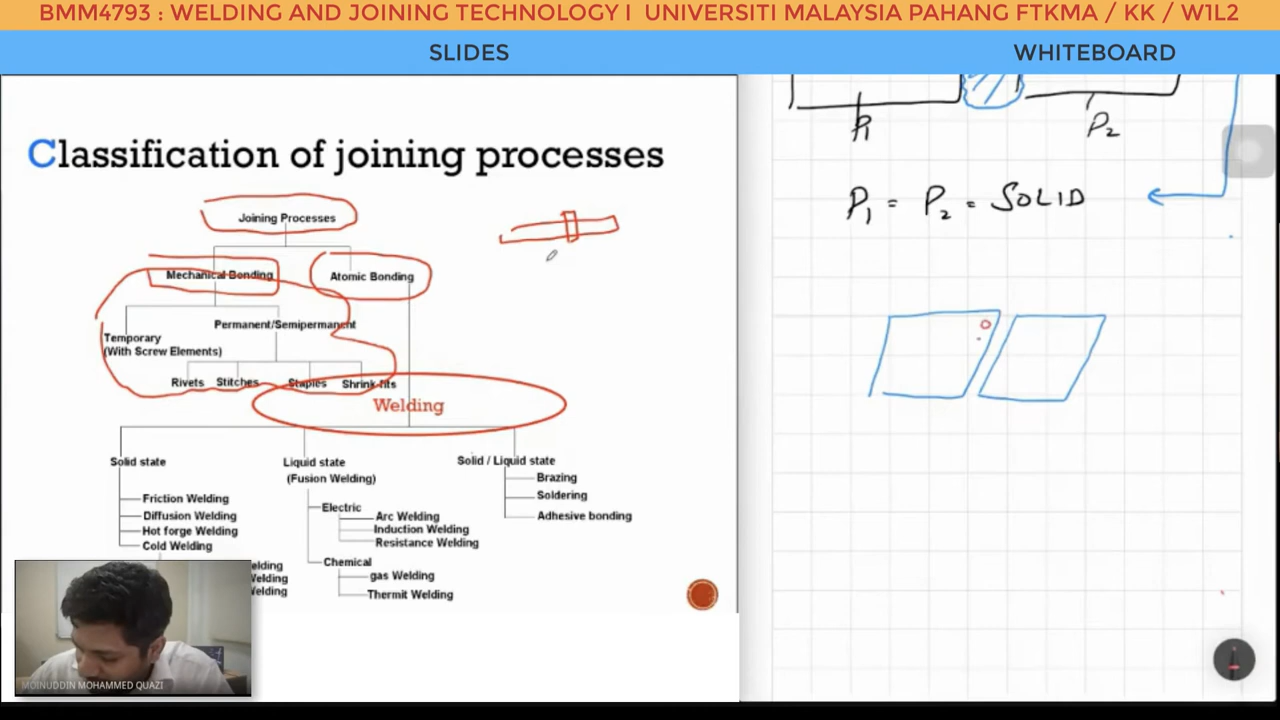 BMM4793 : WELDING AND JOINING TECHNOLOGY I UNIVERSITI MALAYSIA PAHANG FTKMA / KK / W1L2
SLIDES
WHITEBOARD
Classification of joining processes
Joining Processes
Mechanical Bonding
Atomic Bonding
Temporary
(With Screw Elements)
Permanent/Semipermanent
Rivets
Stitches
Staples
Shrink-fits
Welding
Solid state
Friction Welding
Diffusion Welding
Hot forge Welding
Cold Welding
elding
Welding
Welding
Liquid state
(Fusion Welding)
Electric
Arc Welding
Induction Welding
Resistance Welding
Chemical
gas Welding
Thermit Welding
Solid / Liquid state
Brazing
Soldering
Adhesive bonding
MOINUDDIN MOHAMMED QUAZI
P1
P2
P1 = P2 = SOLID